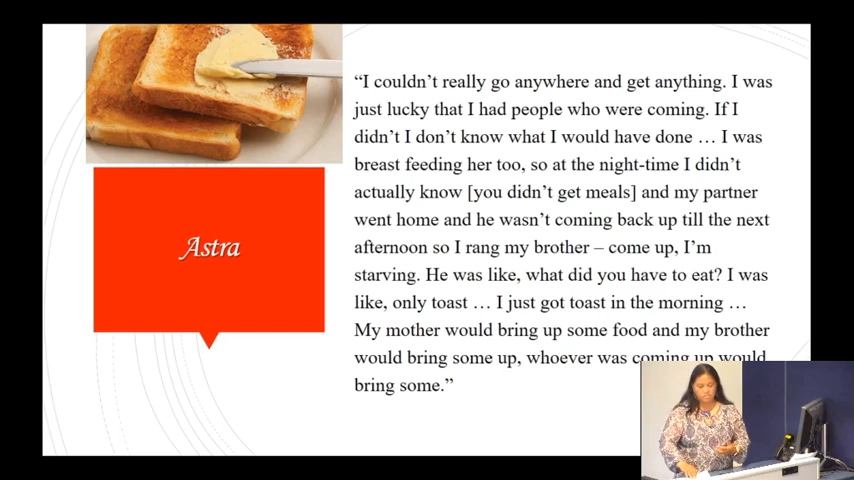 “I couldn’t really go anywhere and get anything. I was
just lucky that I had people who were coming. If I
didn’t I don’t know what I would have done … I was
breast feeding her too, so at the night-time I didn’t
actually know [you didn’t get meals] and my partner
went home and he wasn’t coming back up till the next
afternoon so I rang my brother – come up, I’m
starving. He was like, what did you have to eat? I was
like, only toast … I just got toast in the morning …
My mother would bring up some food and my brother
would bring some up, whoever was coming up would
bring some.”
Astra